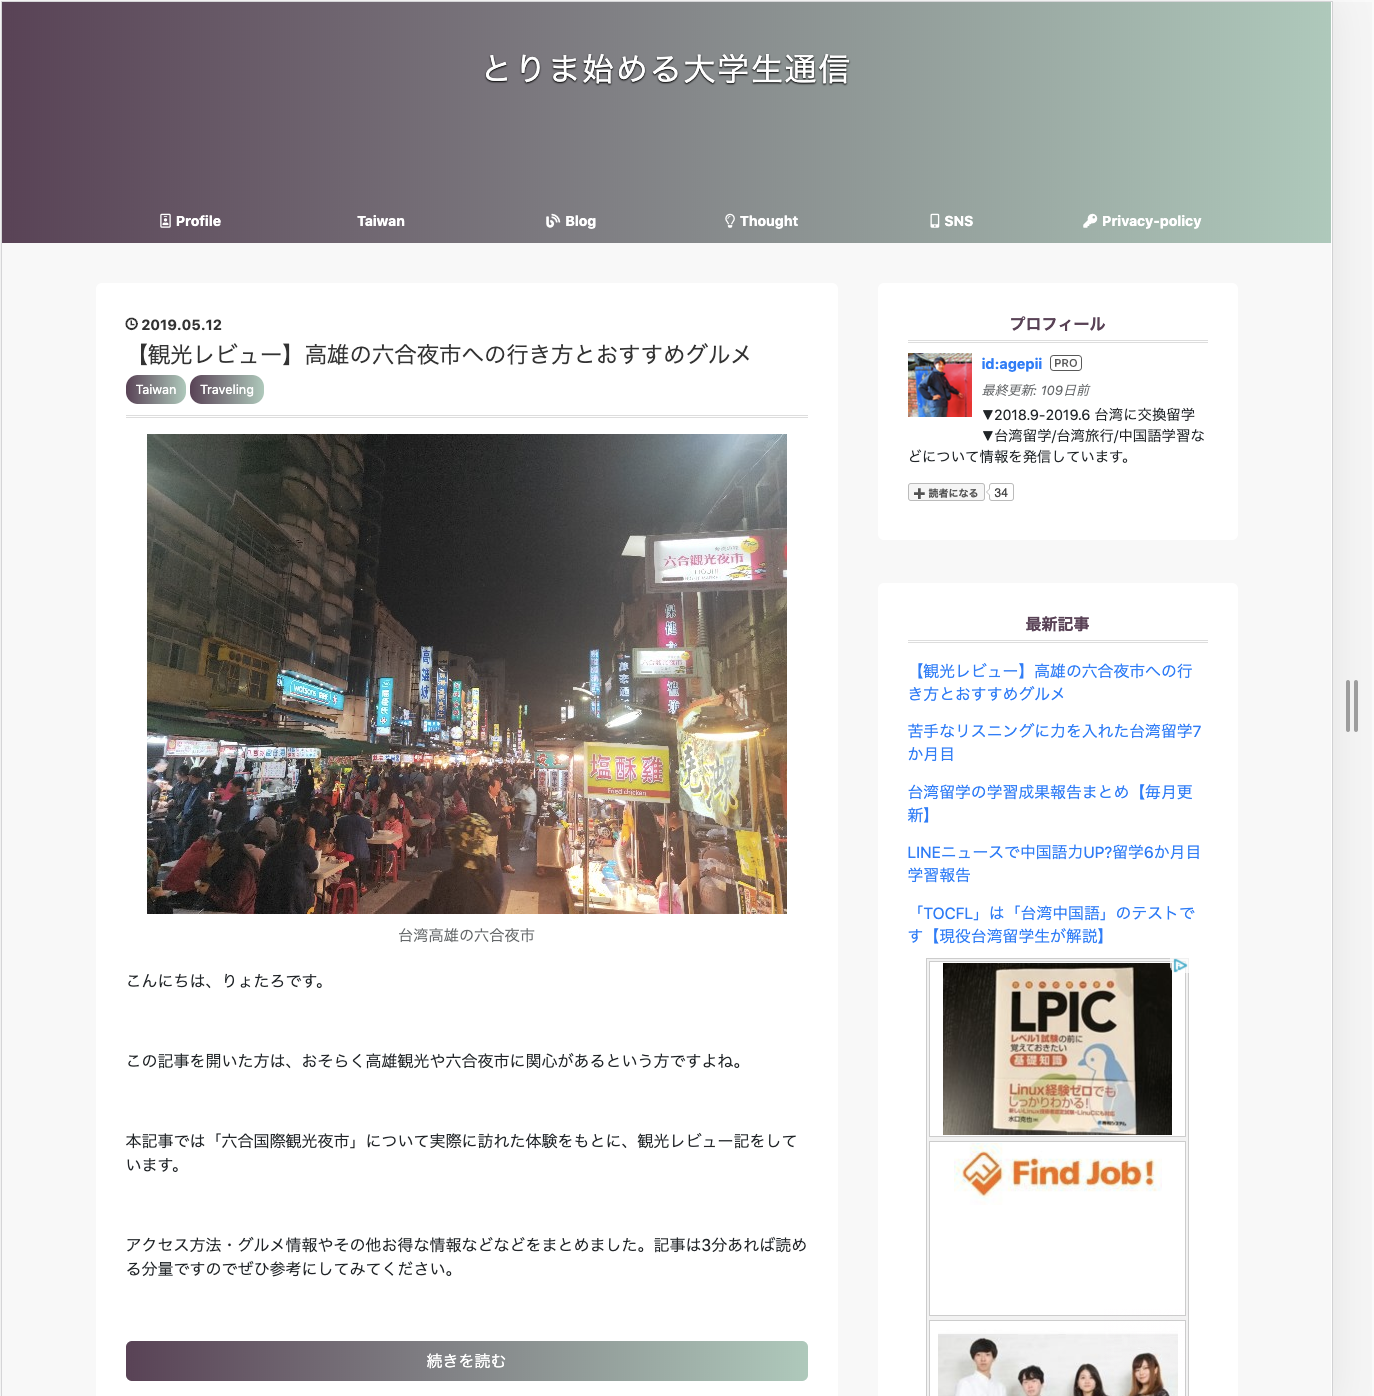 とりま始める大学生通信
Profile
Taiwan
Blog
Thought
SNS
Privacy-policy
2019.05.12
【観光レビュー】高雄の六合夜市への行き方とおすすめグルメ
Taiwan
Traveling
六合觀光夜市
watsons
塩酥雞
Fried chicken
台湾高雄の六合夜市
こんにちは、りょたろです。
この記事を開いた方は、おそらく高雄観光や六合夜市に関心があるという方ですよね。
本記事では「六合国際観光夜市」について実際に訪れた体験をもとに、観光レビュー記をして
います。
アクセス方法・グルメ情報やその他お得な情報などなどをまとめました。記事は3分あれば読め
る分量ですのでぜひ参考にしてみてください。
続きを読む
プロフィール
id:agepii PRO
最終更新: 109日前
▼2018.9-2019.6 台湾に交換留学
▼台湾留学/台湾旅行/中国語学習な
どについて情報を発信しています。
読者になる 34
最新記事
【観光レビュー】高雄の六合夜市への行
き方とおすすめグルメ
苦手なリスニングに力を入れた台湾留学7
か月目
台湾留学の学習成果報告まとめ【毎月更
新】
LINEニュースで中国語力UP?留学6か月目
学習報告
「TOCFL」は「台湾中国語」のテストで
す【現役台湾留学生が解説】
LPIC
レベル1試験の前に
覚えておきたい
基礎知識
Linux経験ゼロでも
しっかりわかる!
Find Job!